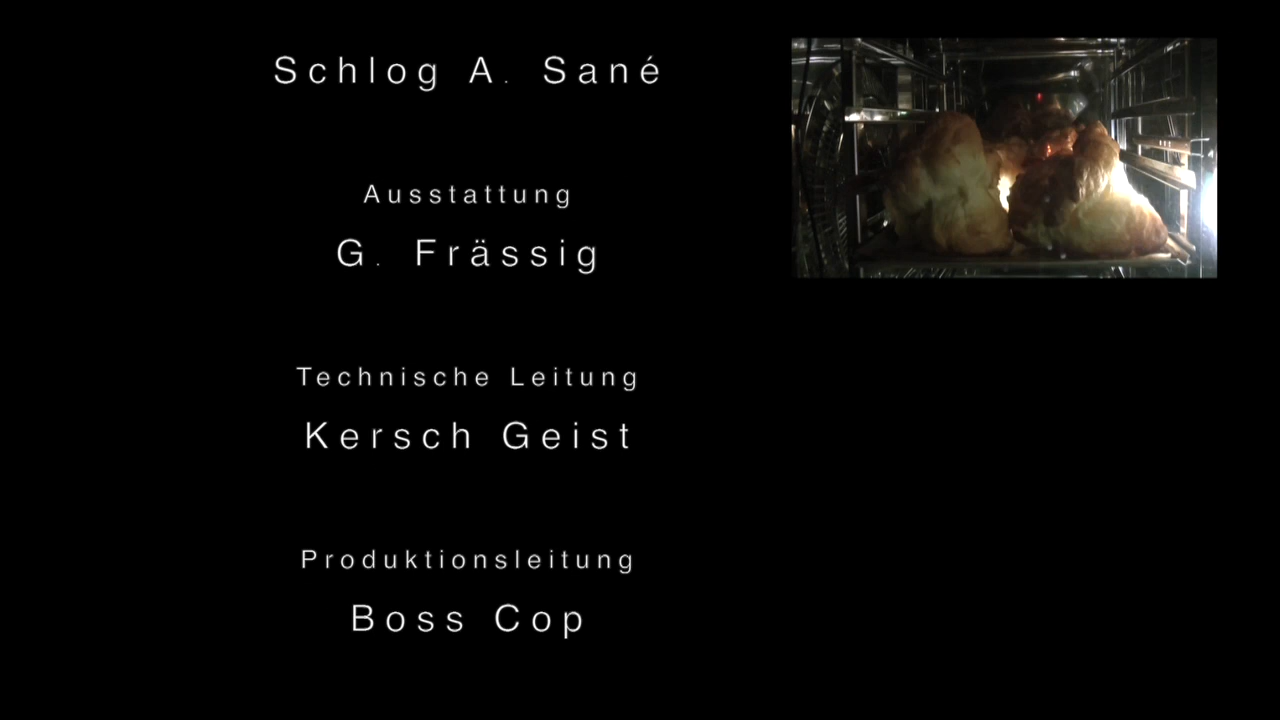 Schlog A. Sané
Ausstattung
G. Frässig
Technische Leitung
Kersch Geist
Produktionsleitung
Boss Cop